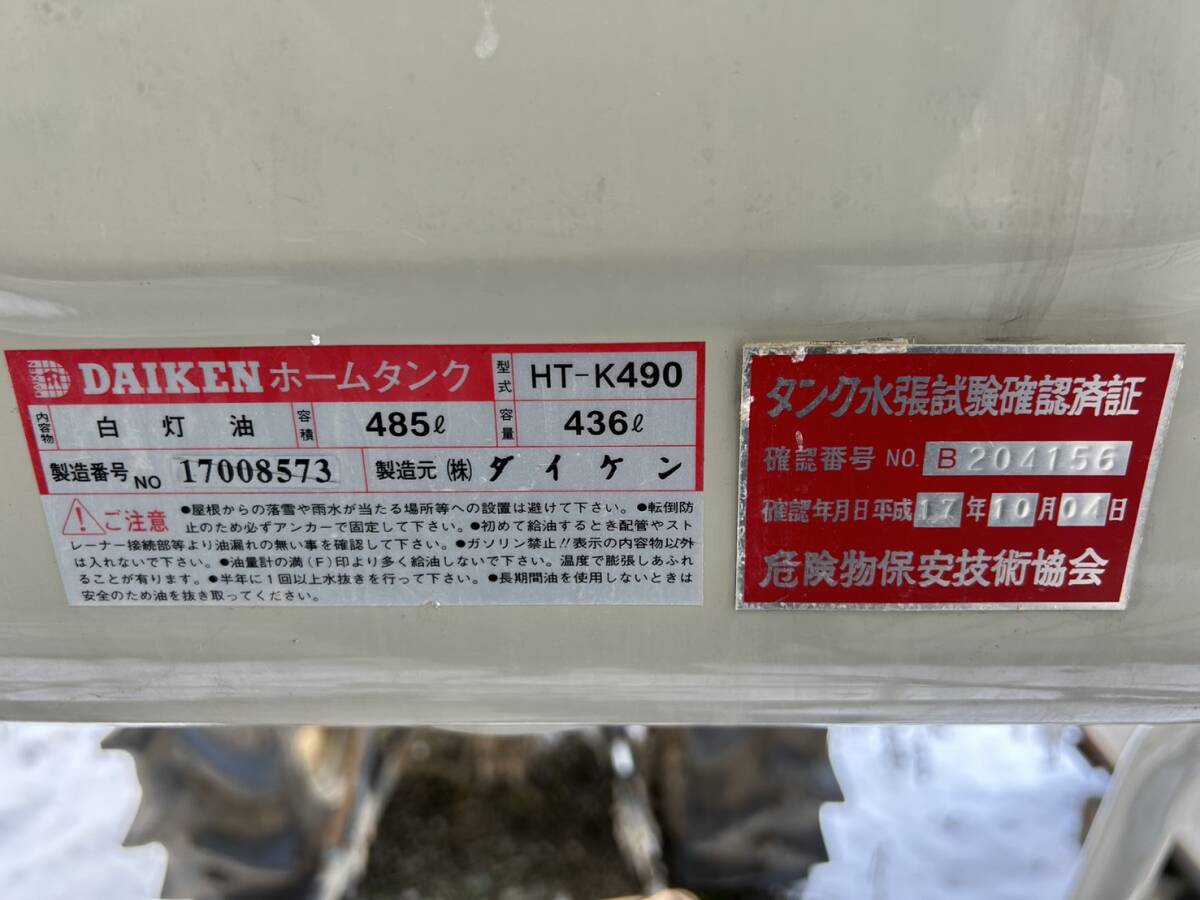 DAIKEN ホームタンク 型式 HT-K490
内容物 白灯油 容積 485ℓ 容量 436ℓ
製造番号 NO 17008573 製造元 (株) ダイケン
ご注意 ●屋根からの落雪や雨水が当たる場所等への設置は避けて下さい。●転倒防
止のため必ずアンカーで固定して下さい。●初めて給油するとき配管やスト
レーナー接続部等より油漏れの無い事を確認して下さい。●ガソリン禁止!!表示の内容物以外
は入れないで下さい。●油量計の満(F)印より多く給油しないで下さい。温度で膨張しあふれ
ることが有ります。●半年に1回以上水抜きを行って下さい。●長期間油を使用しないときは
安全のため油を抜き取ってください。
タンク水張試験確認済証
確認番号 NO. B 204156
確認年月日平成 17年 10月 04日
危険物保安技術協会